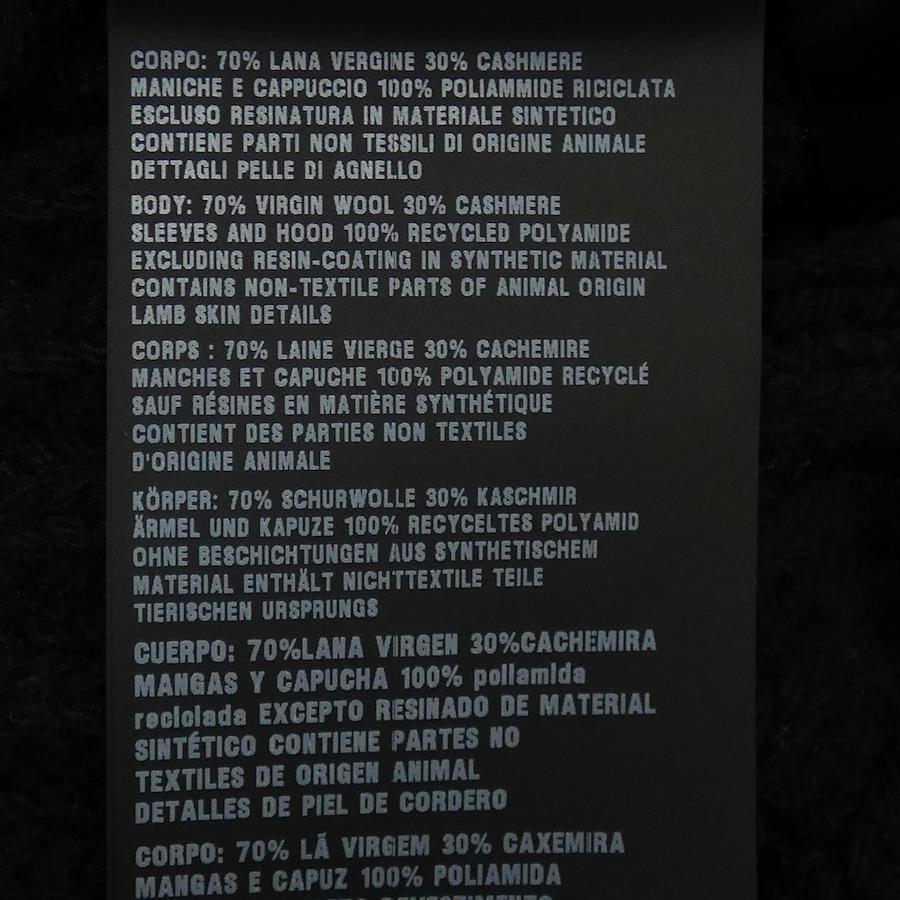 CORPO: 70% LANA VERGINE 30% CASHMERE
MANICHE E CAPPUCCIO 100% POLIAMMIDE RICICLATA
ESCLUSO RESINATURA IN MATERIALE SINTETICO
CONTIENE PARTI NON TESSILI DI ORIGINE ANIMALE
DETTAGLI PELLE DI AGNELLO
BODY: 70% VIRGIN WOOL 30% CASHMERE
SLEEVES AND HOOD 100% RECYCLED POLYAMIDE
EXCLUDING RESIN-COATING IN SYNTHETIC MATERIAL
CONTAINS NON-TEXTILE PARTS OF ANIMAL ORIGIN
LAMB SKIN DETAILS
CORPS : 70% LAINE VIERGE 30% CACHEMIRE
MANCHES ET CAPUCHE 100% POLYAMIDE RECYCLÉ
SAUF RÉSINES EN MATIÈRE SYNTHÉTIQUE
CONTIENT DES PARTIES NON TEXTILES
D'ORIGINE ANIMALE
KÖRPER: 70% SCHURWOLLE 30% KASCHMIR
ÄRMEL UND KAPUZE 100% RECYCELTES POLYAMID
OHNE BESCHICHTUNGEN AUS SYNTHETISCHEM
MATERIAL ENTHÄLT NICHTTEXTILE TEILE
TIERISCHEN URSPRUNGS
CUERPO: 70%LANA VIRGEN 30%CACHEMIRA
MANGAS Y CAPUCHA 100% poliamida
reciclada EXCEPTO RESINADO DE MATERIAL
SINTÉTICO CONTIENE PARTES NO
TEXTILES DE ORIGEN ANIMAL
DETALLES DE PIEL DE CORDERO
CORPO: 70% LÃ VIRGEM 30% CAXEMIRA
MANGAS E CAPUZ 100% POLIAMIDA